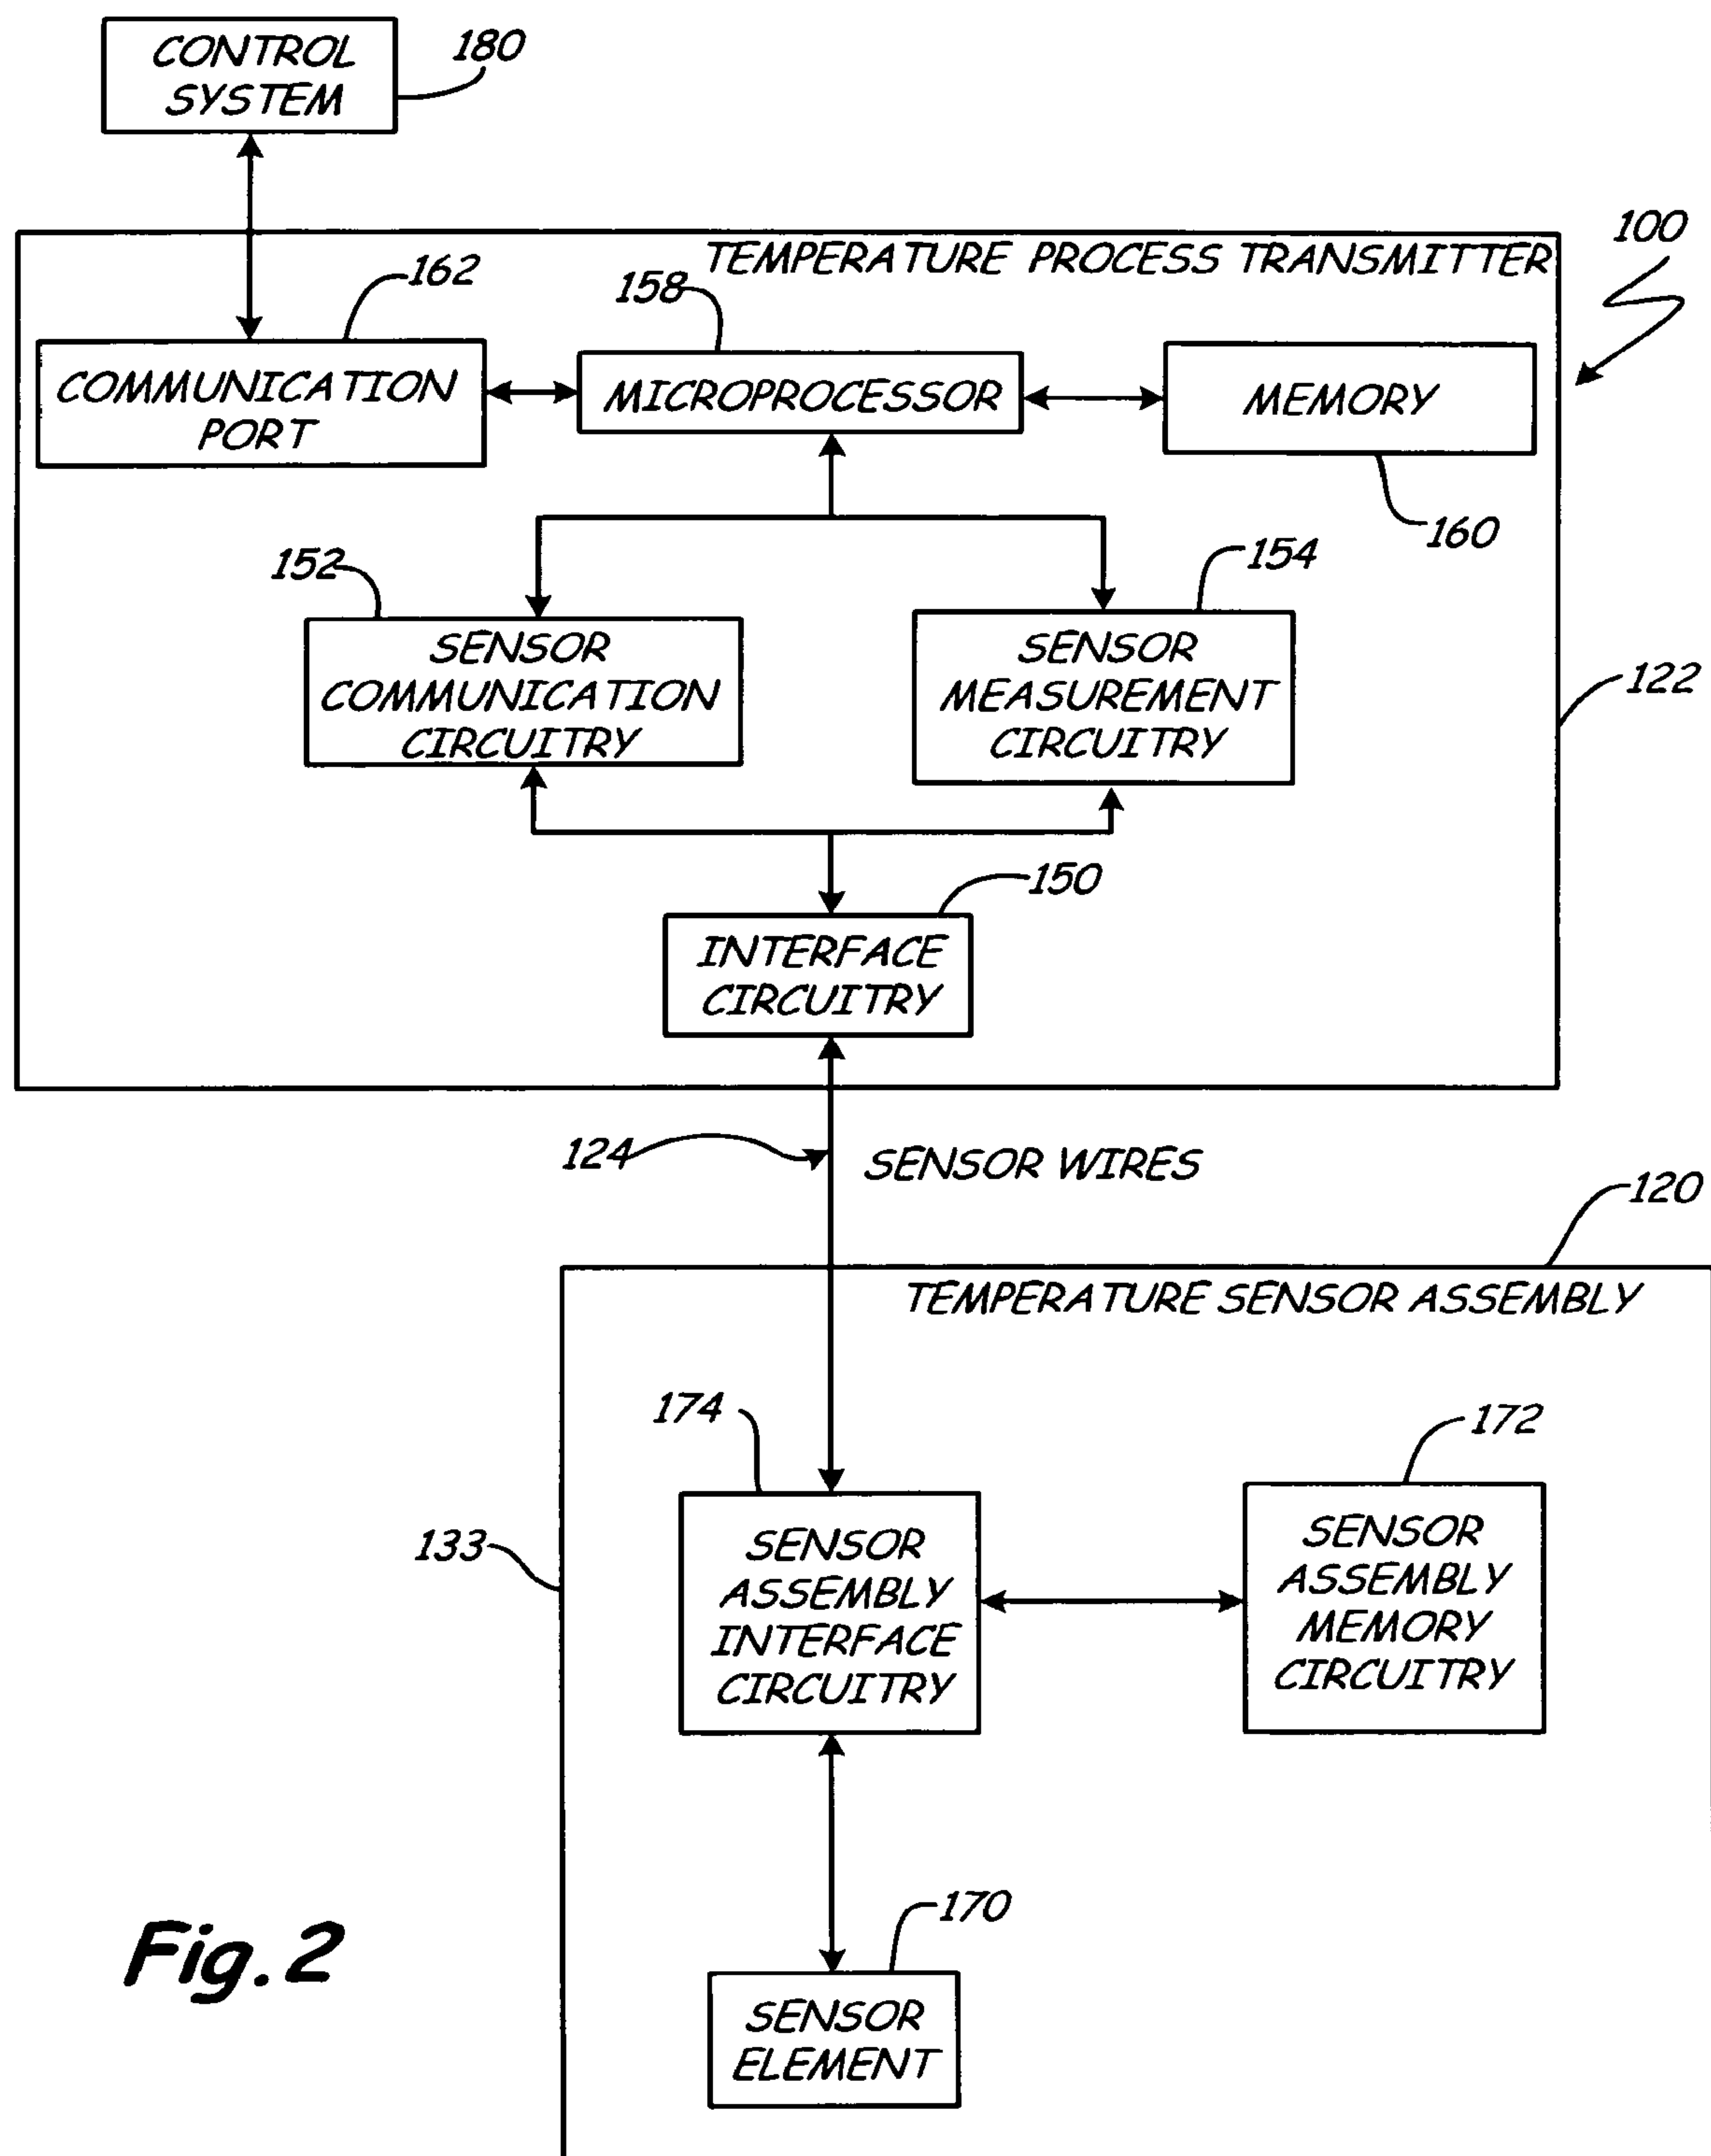 CONTROL
SYSTEM
180
100
TEMPERATURE PROCESS TRANSMITTER
162
158
COMMUNICATION
PORT
MICROPROCESSOR
MEMORY
160
152
154
SENSOR
COMMUNICATION
CIRCUITRY
SENSOR
MEASUREMENT
CIRCUITRY
122
150
INTERFACE
CIRCUITRY
124
SENSOR WIRES
120
TEMPERATURE SENSOR ASSEMBLY
174
172
133
SENSOR
ASSEMBLY
INTERFACE
CIRCUITRY
SENSOR
ASSEMBLY
MEMORY
CIRCUITRY
170
SENSOR
ELEMENT
Fig. 2